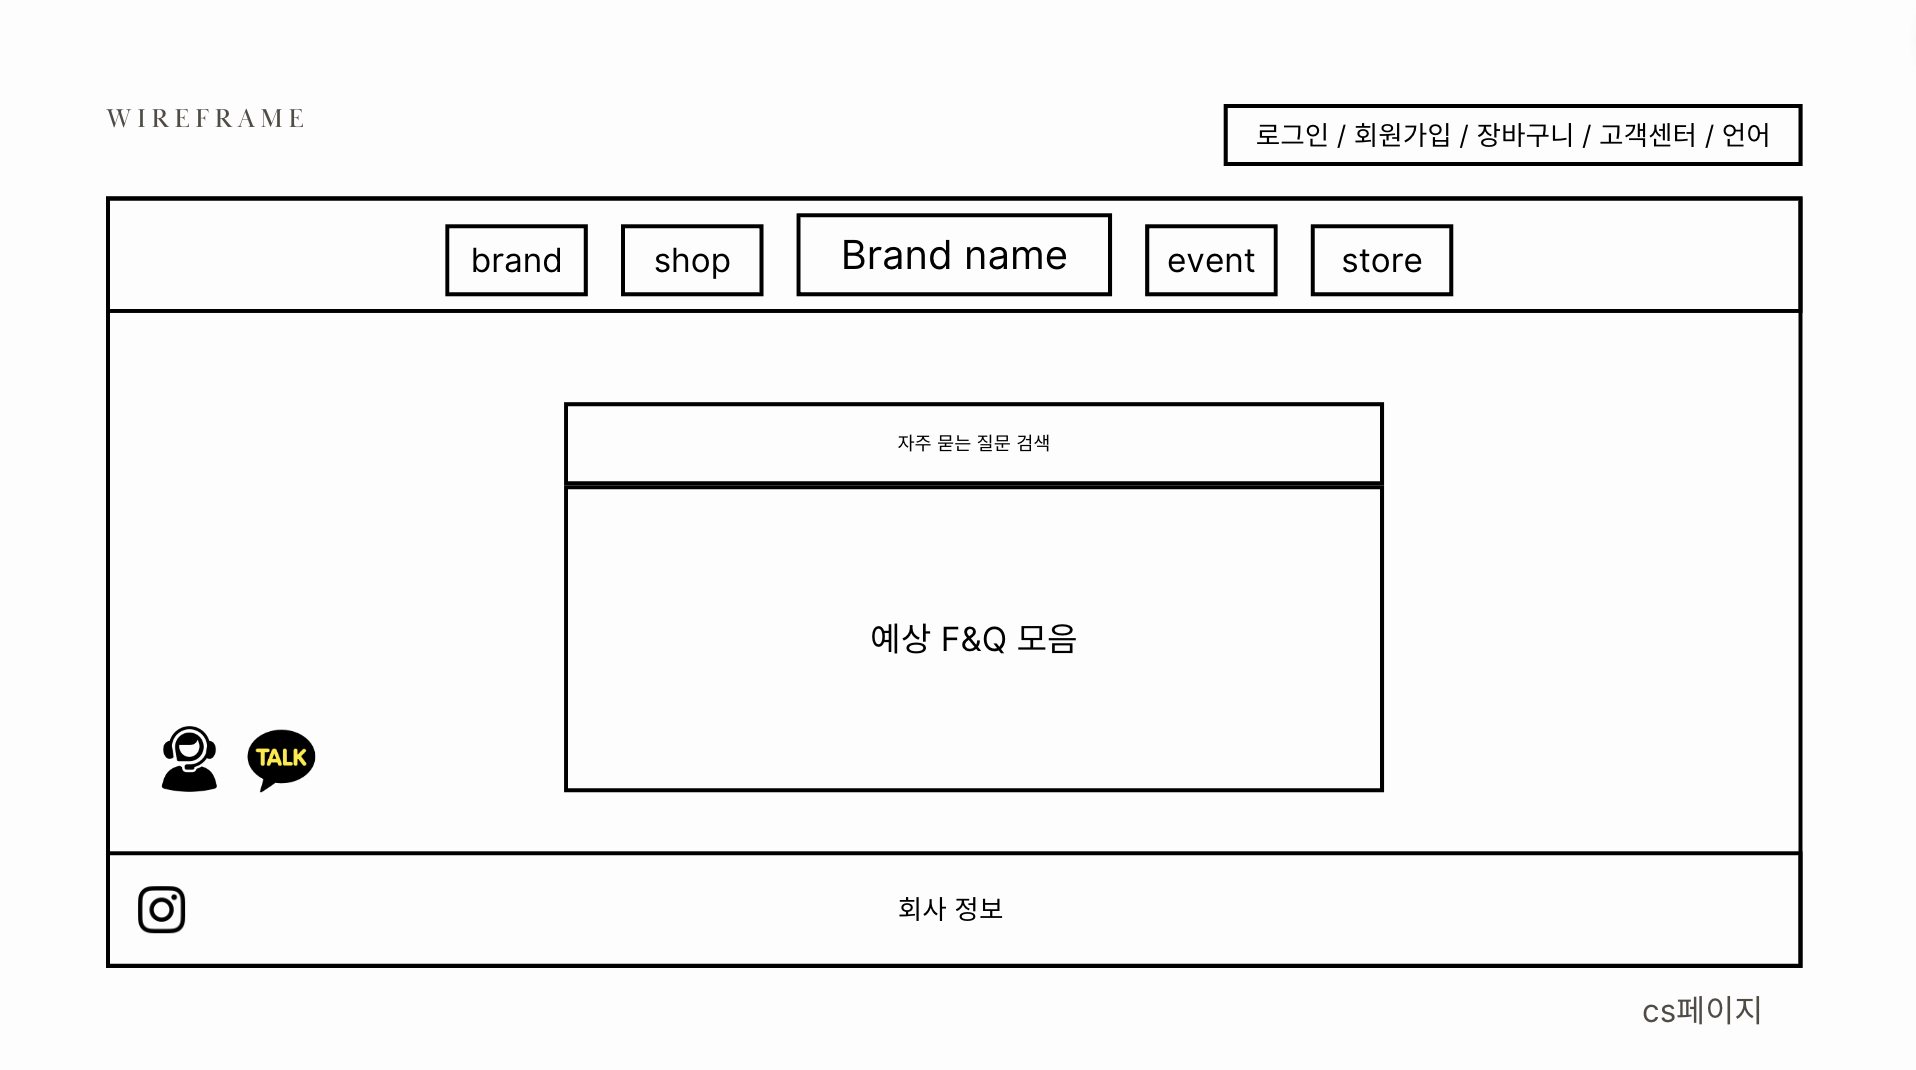 WIREFRAME
로그인 / 회원가입 / 장바구니 / 고객센터 / 언어
brand
shop
Brand name
event
store
자주 묻는 질문 검색
예상 F&Q 모음
TALK
회사 정보
cs페이지